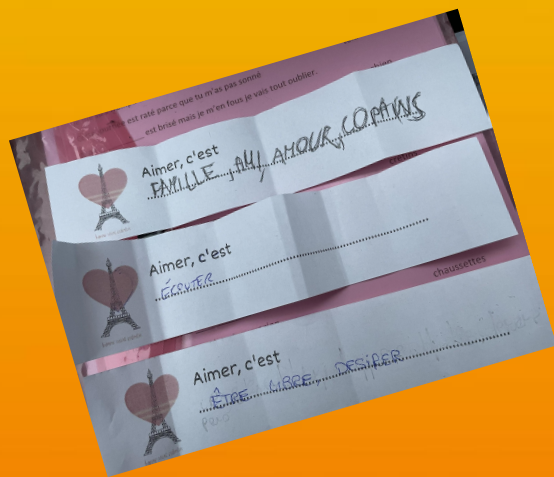 est raté parce que tu m'as pas sonné
est brisé mais je m'en fous je vais tout oublier.
Aimer, c'est
FAMILLE, AMI, AMOUR, COPAINS
Aimer, c'est
ÉCOUTER
chaussettes
Aimer, c'est
ÊTRE LIBRE, DESIRER